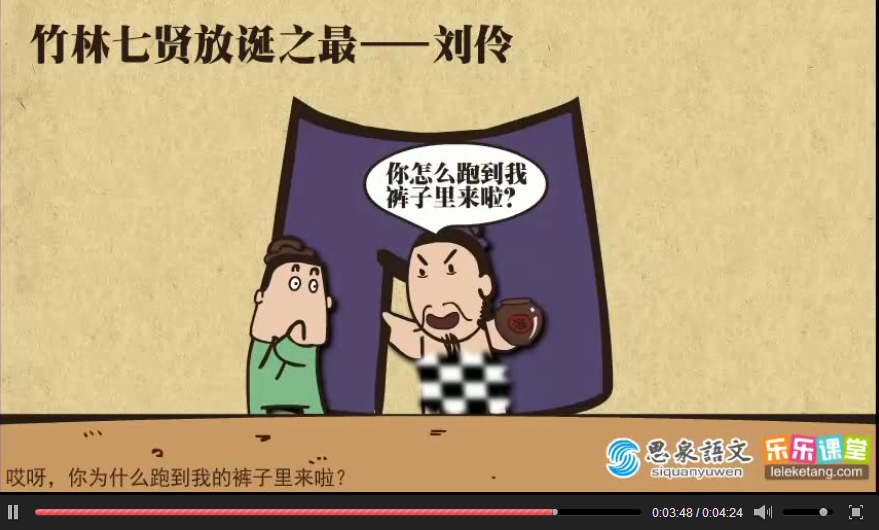 竹林七贤放诞之最——刘伶
你怎么跑到我
裤子里来啦？
酒
思泉語文
siquanyuwen
乐乐课堂
leleketang.com
哎呀，你为什么跑到我的裤子里来啦？
0:03:48 / 0:04:24